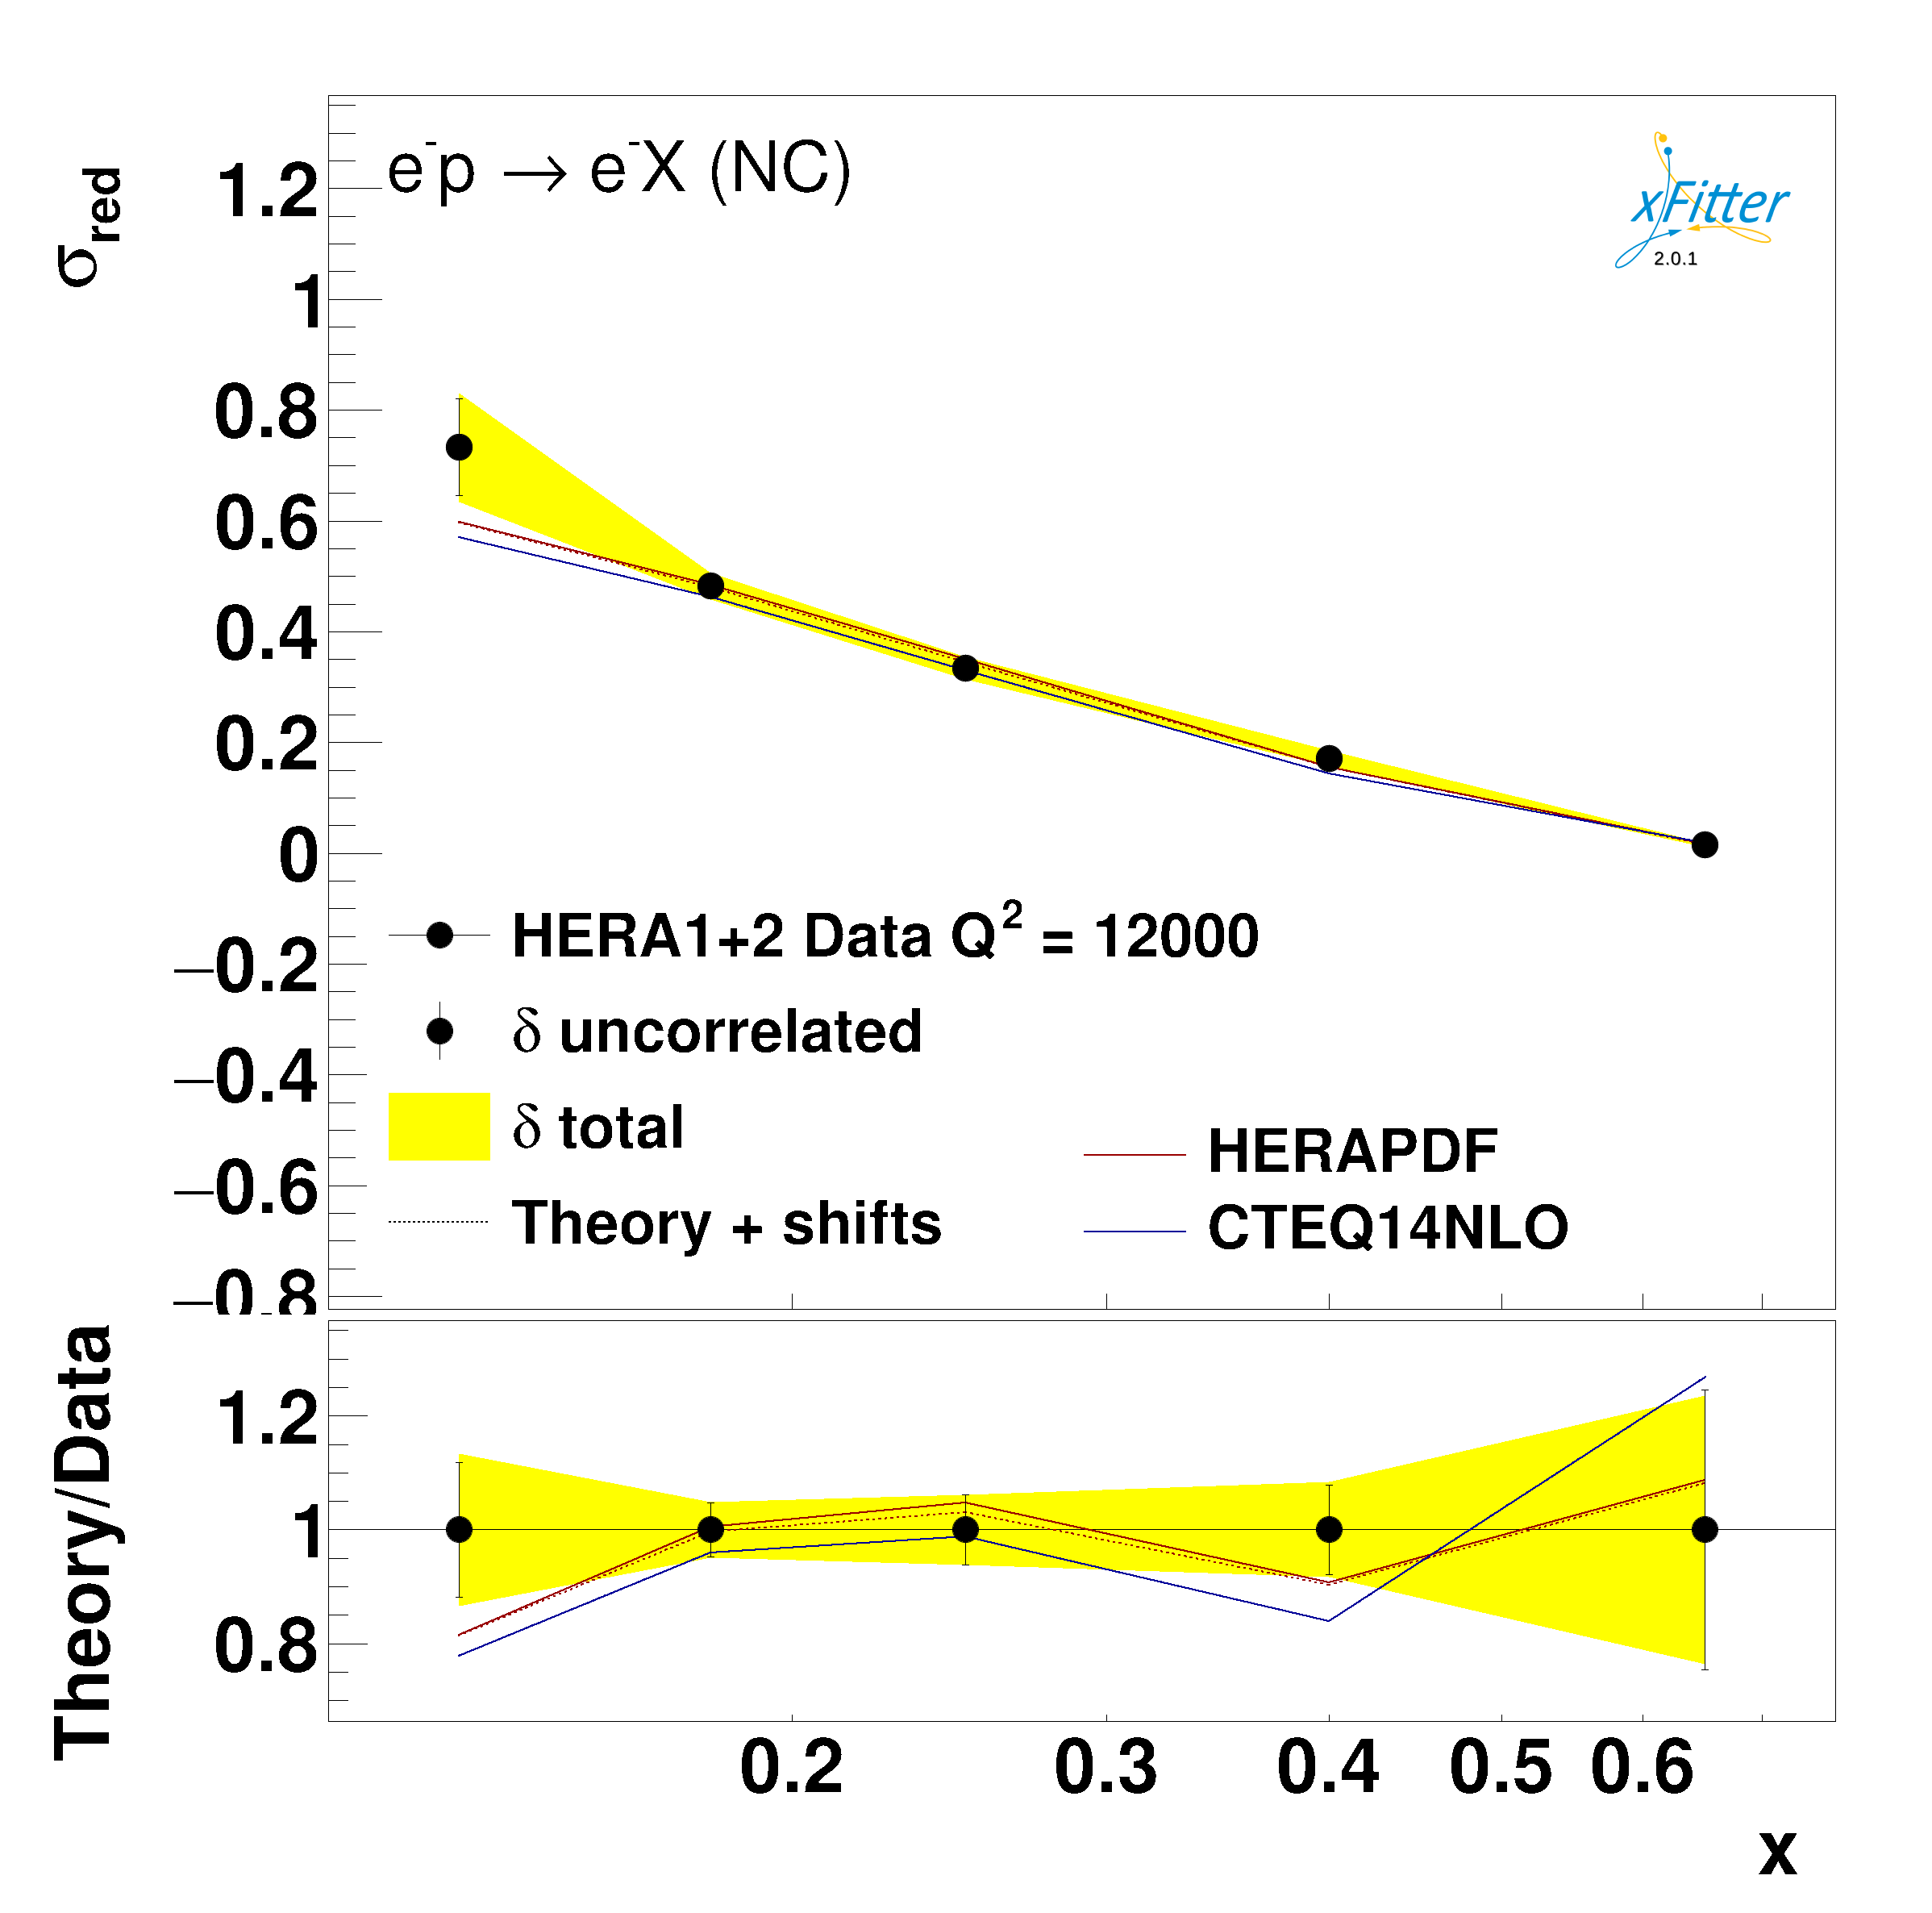 σred
e-p → e-X (NC)
xFitter
2.0.1
1.2
1
0.8
0.6
0.4
0.2
0
−0.2
−0.4
−0.6
−0.8
HERA1+2 Data Q2 = 12000
δ uncorrelated
δ total
Theory + shifts
HERAPDF
CTEQ14NLO
Theory/Data
1.2
1
0.8
0.2 0.3 0.4 0.5 0.6
x